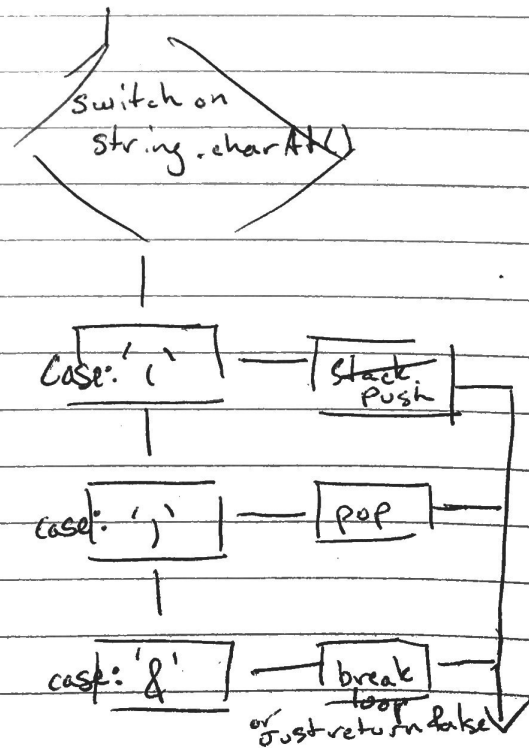 switch on
string.charAt()
Case: '('
stack.
push
case: ')'
pop
case: '&'
break
loop
or
Just return false